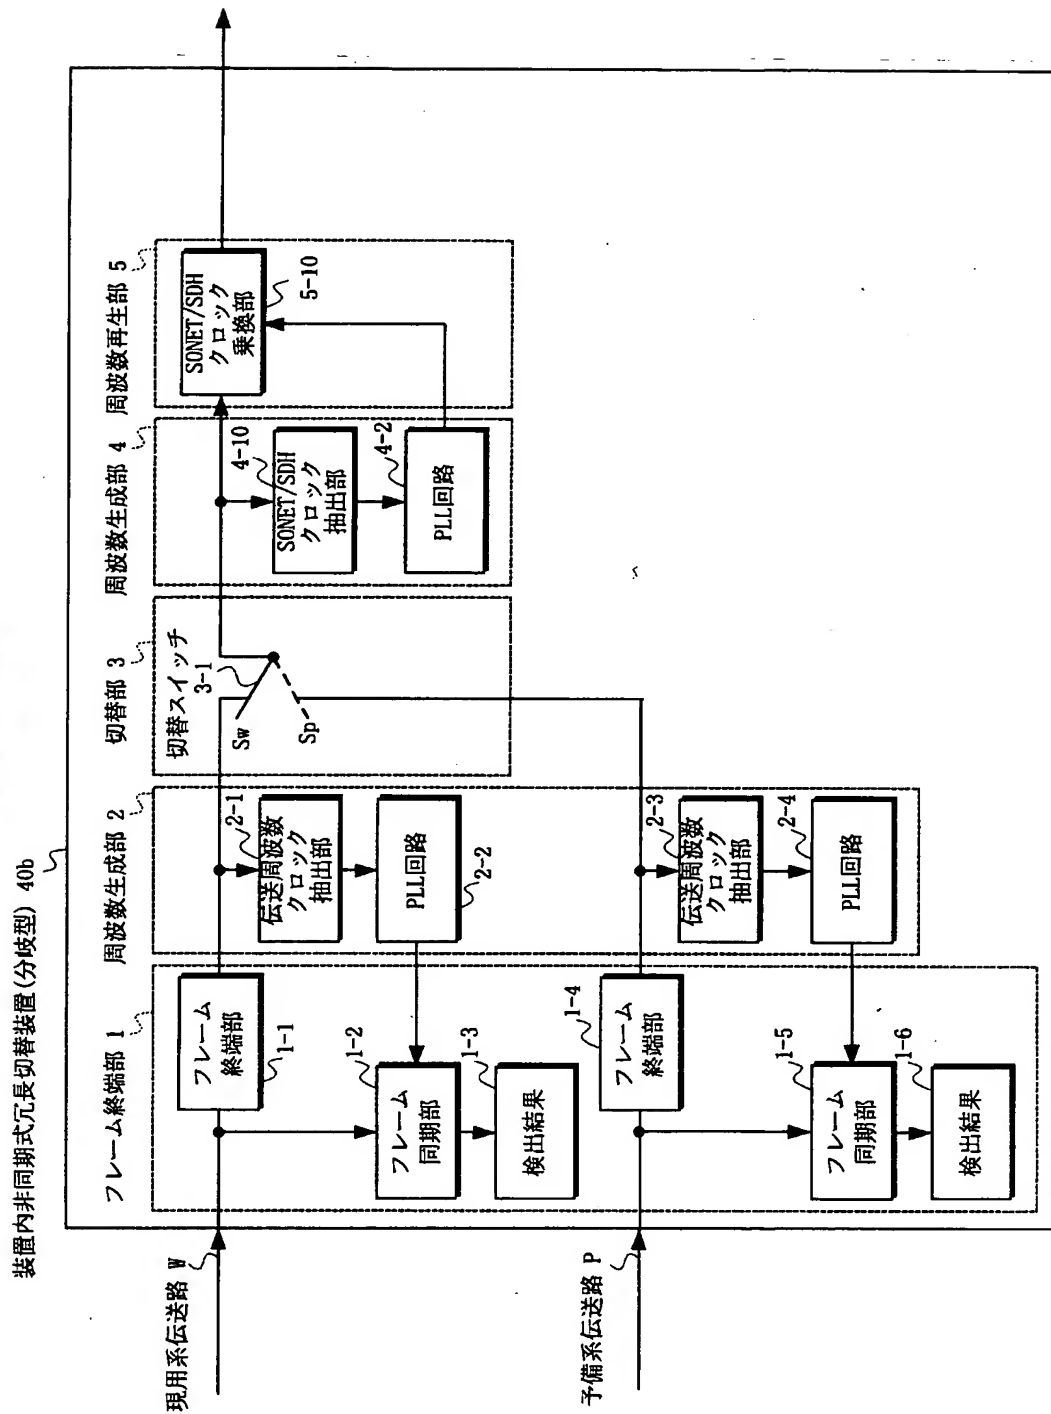 装置内非同期式冗長切替装置(分岐型) 40b
フレーム終端部 1
周波数生成部 2
切替部 3
周波数生成部 4
周波数再生部 5
現用系伝送路 W
フレーム
終端部
1-1
1-2
フレーム
同期部
1-3
検出結果
2-1
伝送周波数
クロック
抽出部
PLL回路
2-2
切替スイッチ
3-1
Sw
Sp
4-10
SONET/SDH
クロック
抽出部
4-2
PLL回路
SONET/SDH
クロック
乗換部
5-10
予備系伝送路 P
1-4
フレーム
終端部
1-5
フレーム
同期部
1-6
検出結果
2-3
伝送周波数
クロック
抽出部
2-4
PLL回路